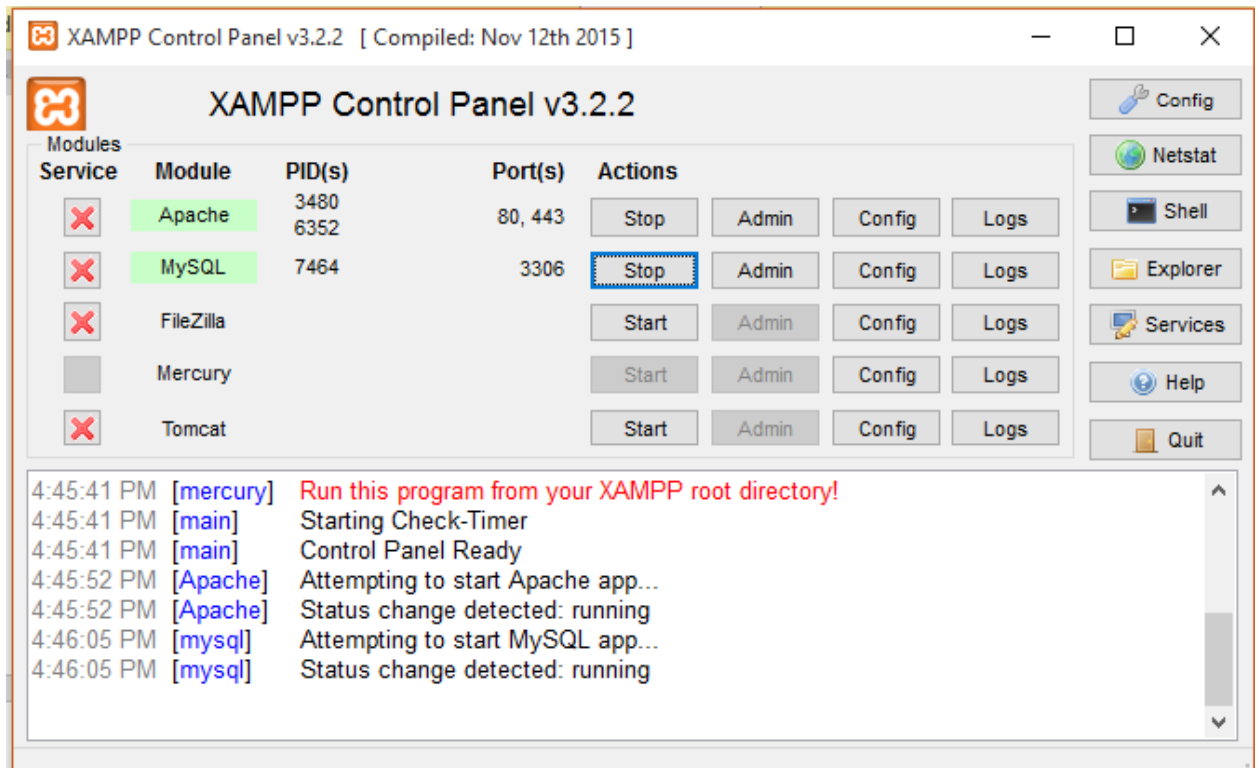 XAMPP Control Panel v3.2.2 [ Compiled: Nov 12th 2015 ]
XAMPP Control Panel v3.2.2
Config
Modules
Service Module PID(s) Port(s) Actions
Netstat
Apache 3480 6352 80, 443 Stop Admin Config Logs
Shell
MySQL 7464 3306 Stop Admin Config Logs
Explorer
FileZilla Start Admin Config Logs
Services
Mercury Start Admin Config Logs
Help
Tomcat Start Admin Config Logs
Quit
4:45:41 PM [mercury] Run this program from your XAMPP root directory!
4:45:41 PM [main] Starting Check-Timer
4:45:41 PM [main] Control Panel Ready
4:45:52 PM [Apache] Attempting to start Apache app...
4:45:52 PM [Apache] Status change detected: running
4:46:05 PM [mysql] Attempting to start MySQL app...
4:46:05 PM [mysql] Status change detected: running